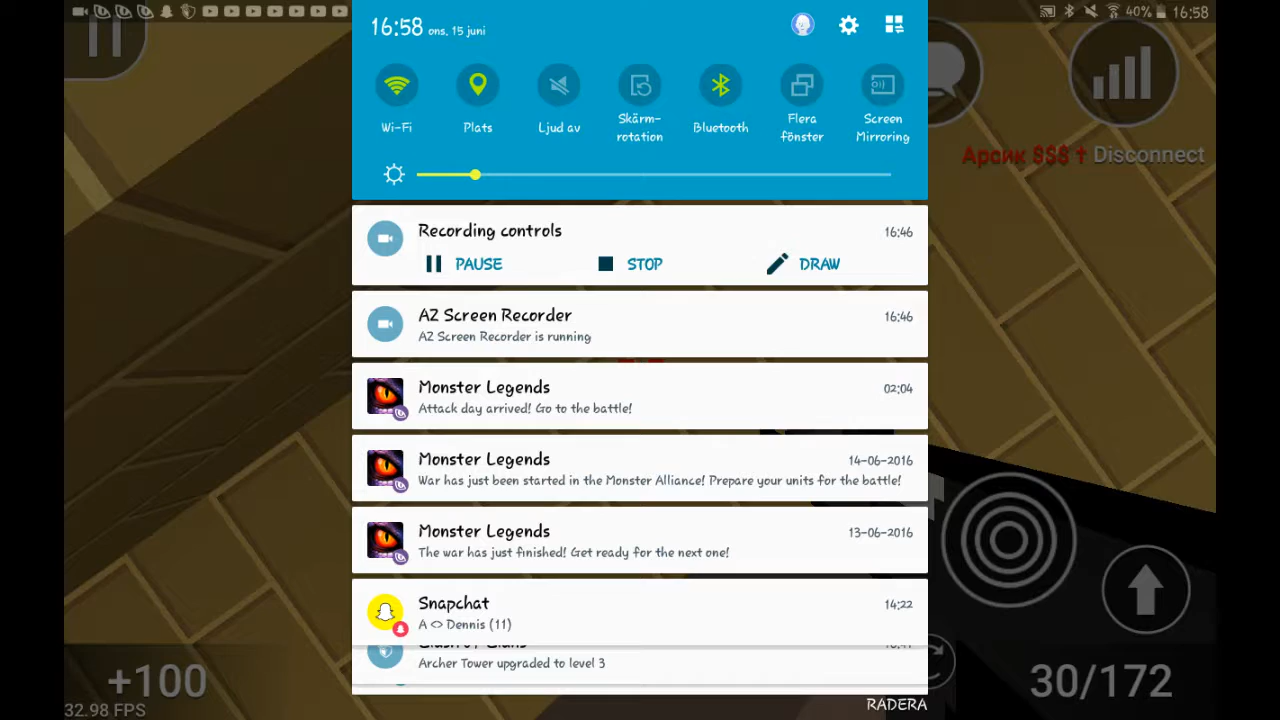 40% 16:58
16:58 ons, 15 juni
Wi-Fi
Plats
Ljud av
Skärm-
rotation
Bluetooth
Flera
fönster
Screen
Mirroring
Арсик $$$† Disconnect
Recording controls 16:46
PAUSE STOP DRAW
AZ Screen Recorder 16:46
AZ Screen Recorder is running
Monster Legends 02:04
Attack day arrived! Go to the battle!
Monster Legends 14-06-2016
War has just been started in the Monster Alliance! Prepare your units for the battle!
Monster Legends 13-06-2016
The war has just finished! Get ready for the next one!
Snapchat 14:22
A <> Dennis (11)
Archer Tower upgraded to level 3
+100
30/172
32.98 FPS
RADERA